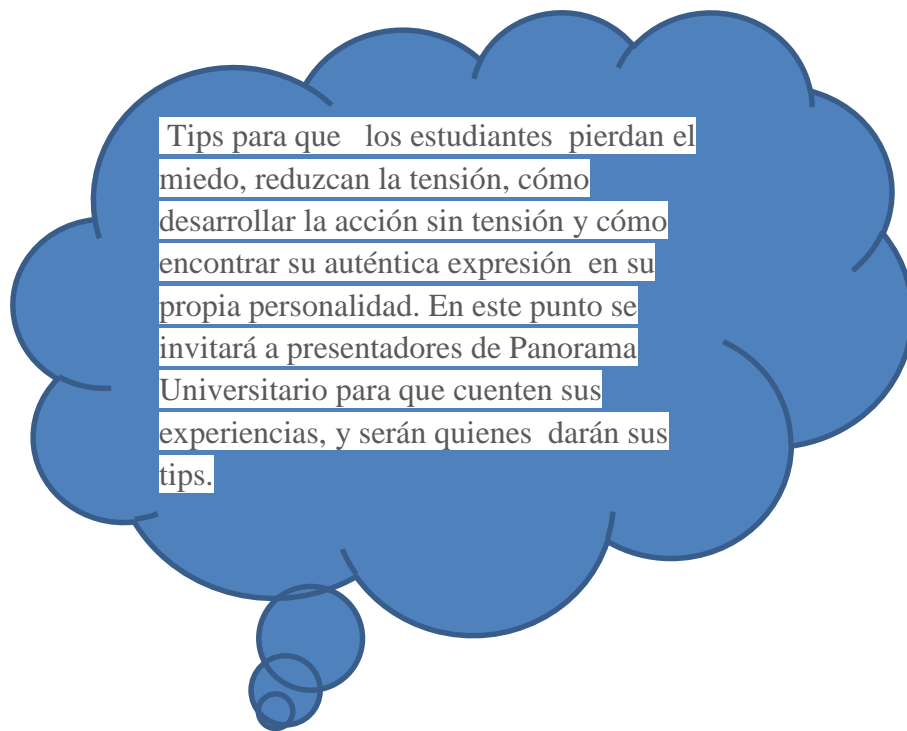 Tips para que   los estudiantes  pierdan el
miedo, reduzcan la tensión, cómo
desarrollar la acción sin tensión y cómo
encontrar su auténtica expresión  en su
propia personalidad. En este punto se
invitará a presentadores de Panorama
Universitario para que cuenten sus
experiencias, y serán quienes  darán sus
tips.